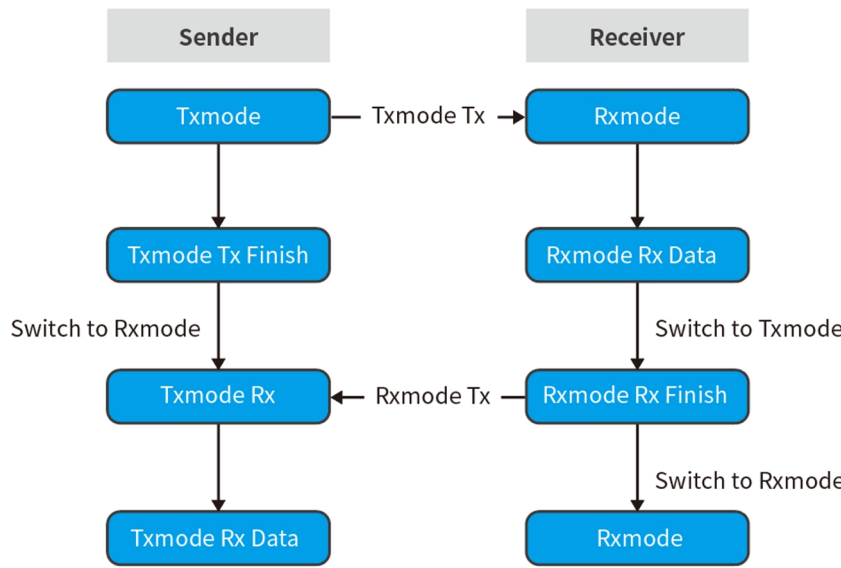 Sender
Receiver
Txmode
Txmode Tx
Rxmode
Txmode Tx Finish
Rxmode Rx Data
Switch to Rxmode
Switch to Txmode
Txmode Rx
Rxmode Tx
Rxmode Rx Finish
Switch to Rxmode
Txmode Rx Data
Rxmode